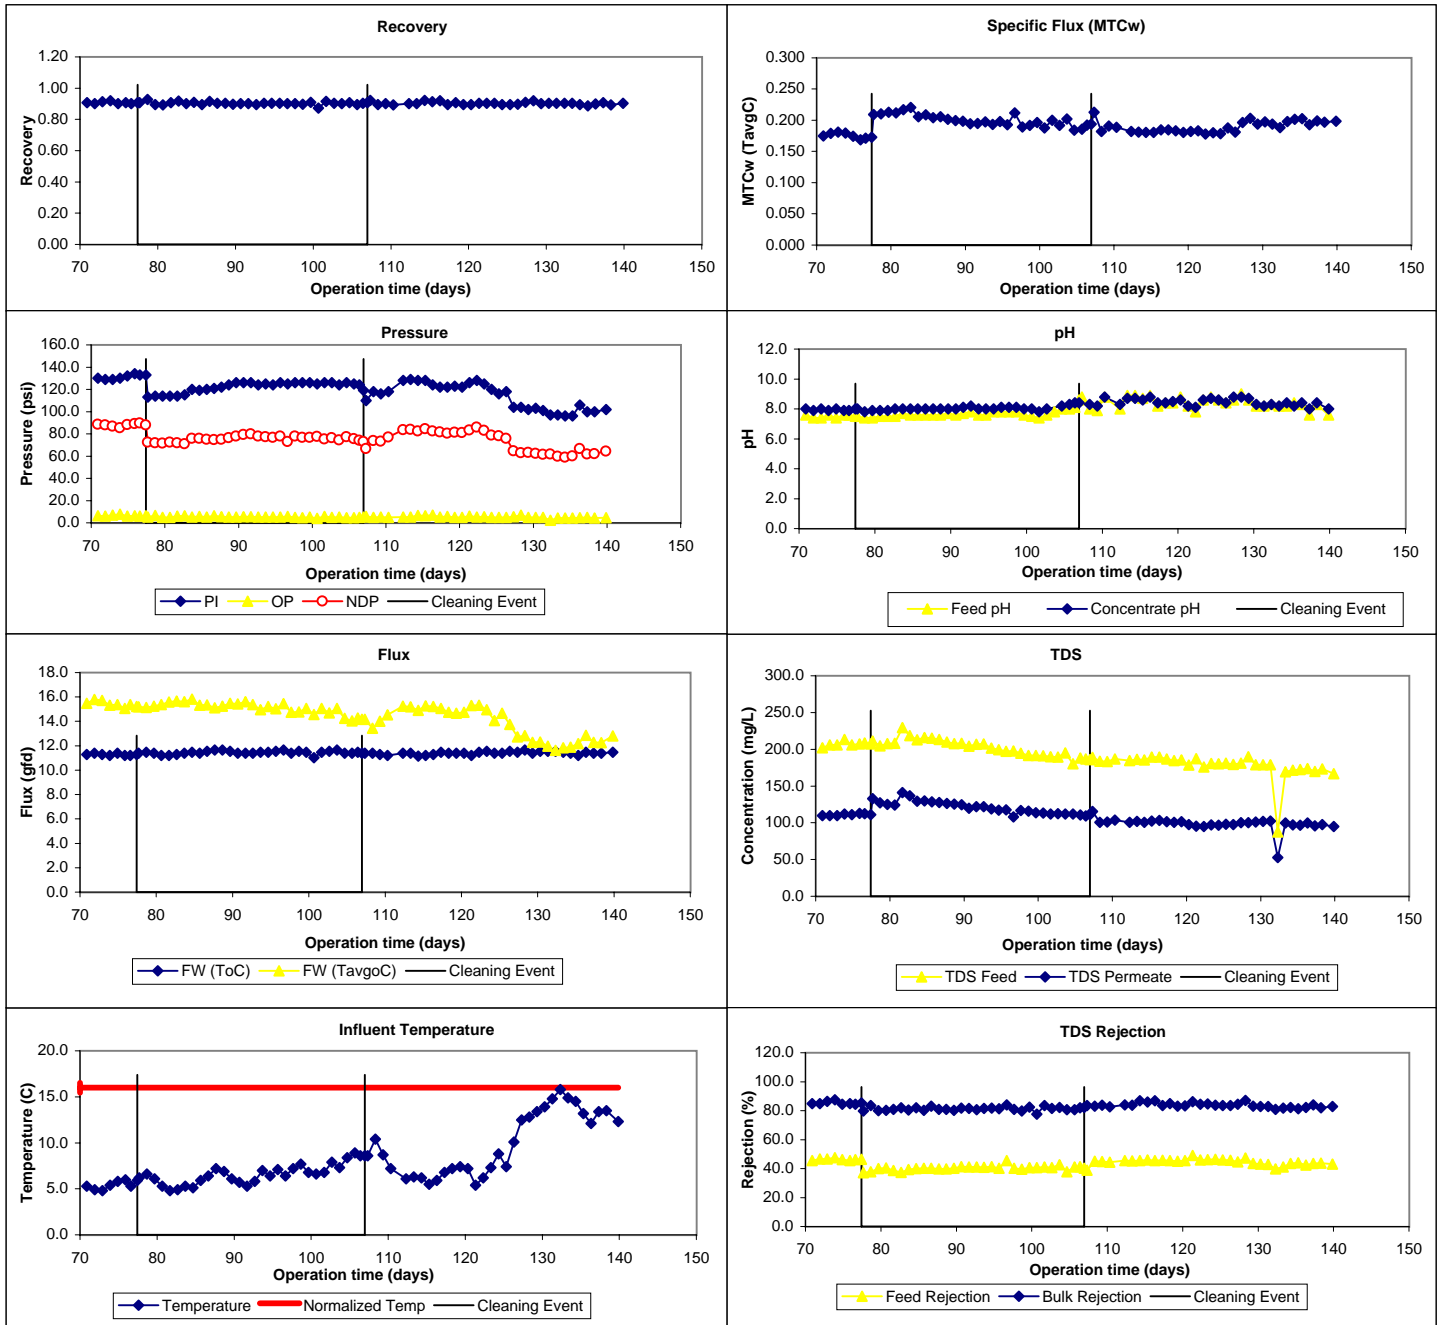 Recovery
1.20
1.00
0.80
0.60
0.40
0.20
0.00
Recovery
70 80 90 100 110 120 130 140 150
Operation time (days)
Specific Flux (MTCw)
0.300
0.250
0.200
0.150
0.100
0.050
0.000
MTCw (TavgC)
70 80 90 100 110 120 130 140 150
Operation time (days)
Pressure
160.0
140.0
120.0
100.0
80.0
60.0
40.0
20.0
0.0
Pressure (psi)
70 80 90 100 110 120 130 140 150
Operation time (days)
PI OP NDP Cleaning Event
pH
12.0
10.0
8.0
6.0
4.0
2.0
0.0
pH
70 80 90 100 110 120 130 140 150
Operation time (days)
Feed pH Concentrate pH Cleaning Event
Flux
18.0
16.0
14.0
12.0
10.0
8.0
6.0
4.0
2.0
0.0
Flux (gfd)
70 80 90 100 110 120 130 140 150
Operation time (days)
FW (ToC) FW (TavgoC) Cleaning Event
TDS
300.0
250.0
200.0
150.0
100.0
50.0
0.0
Concentration (mg/L)
70 80 90 100 110 120 130 140 150
Operation time (days)
TDS Feed TDS Permeate Cleaning Event
Influent Temperature
20.0
15.0
10.0
5.0
0.0
Temperature (C)
70 80 90 100 110 120 130 140 150
Operation time (days)
Temperature Normalized Temp Cleaning Event
TDS Rejection
120.0
100.0
80.0
60.0
40.0
20.0
0.0
Rejection (%)
70 80 90 100 110 120 130 140 150
Operation time (days)
Feed Rejection Bulk Rejection Cleaning Event